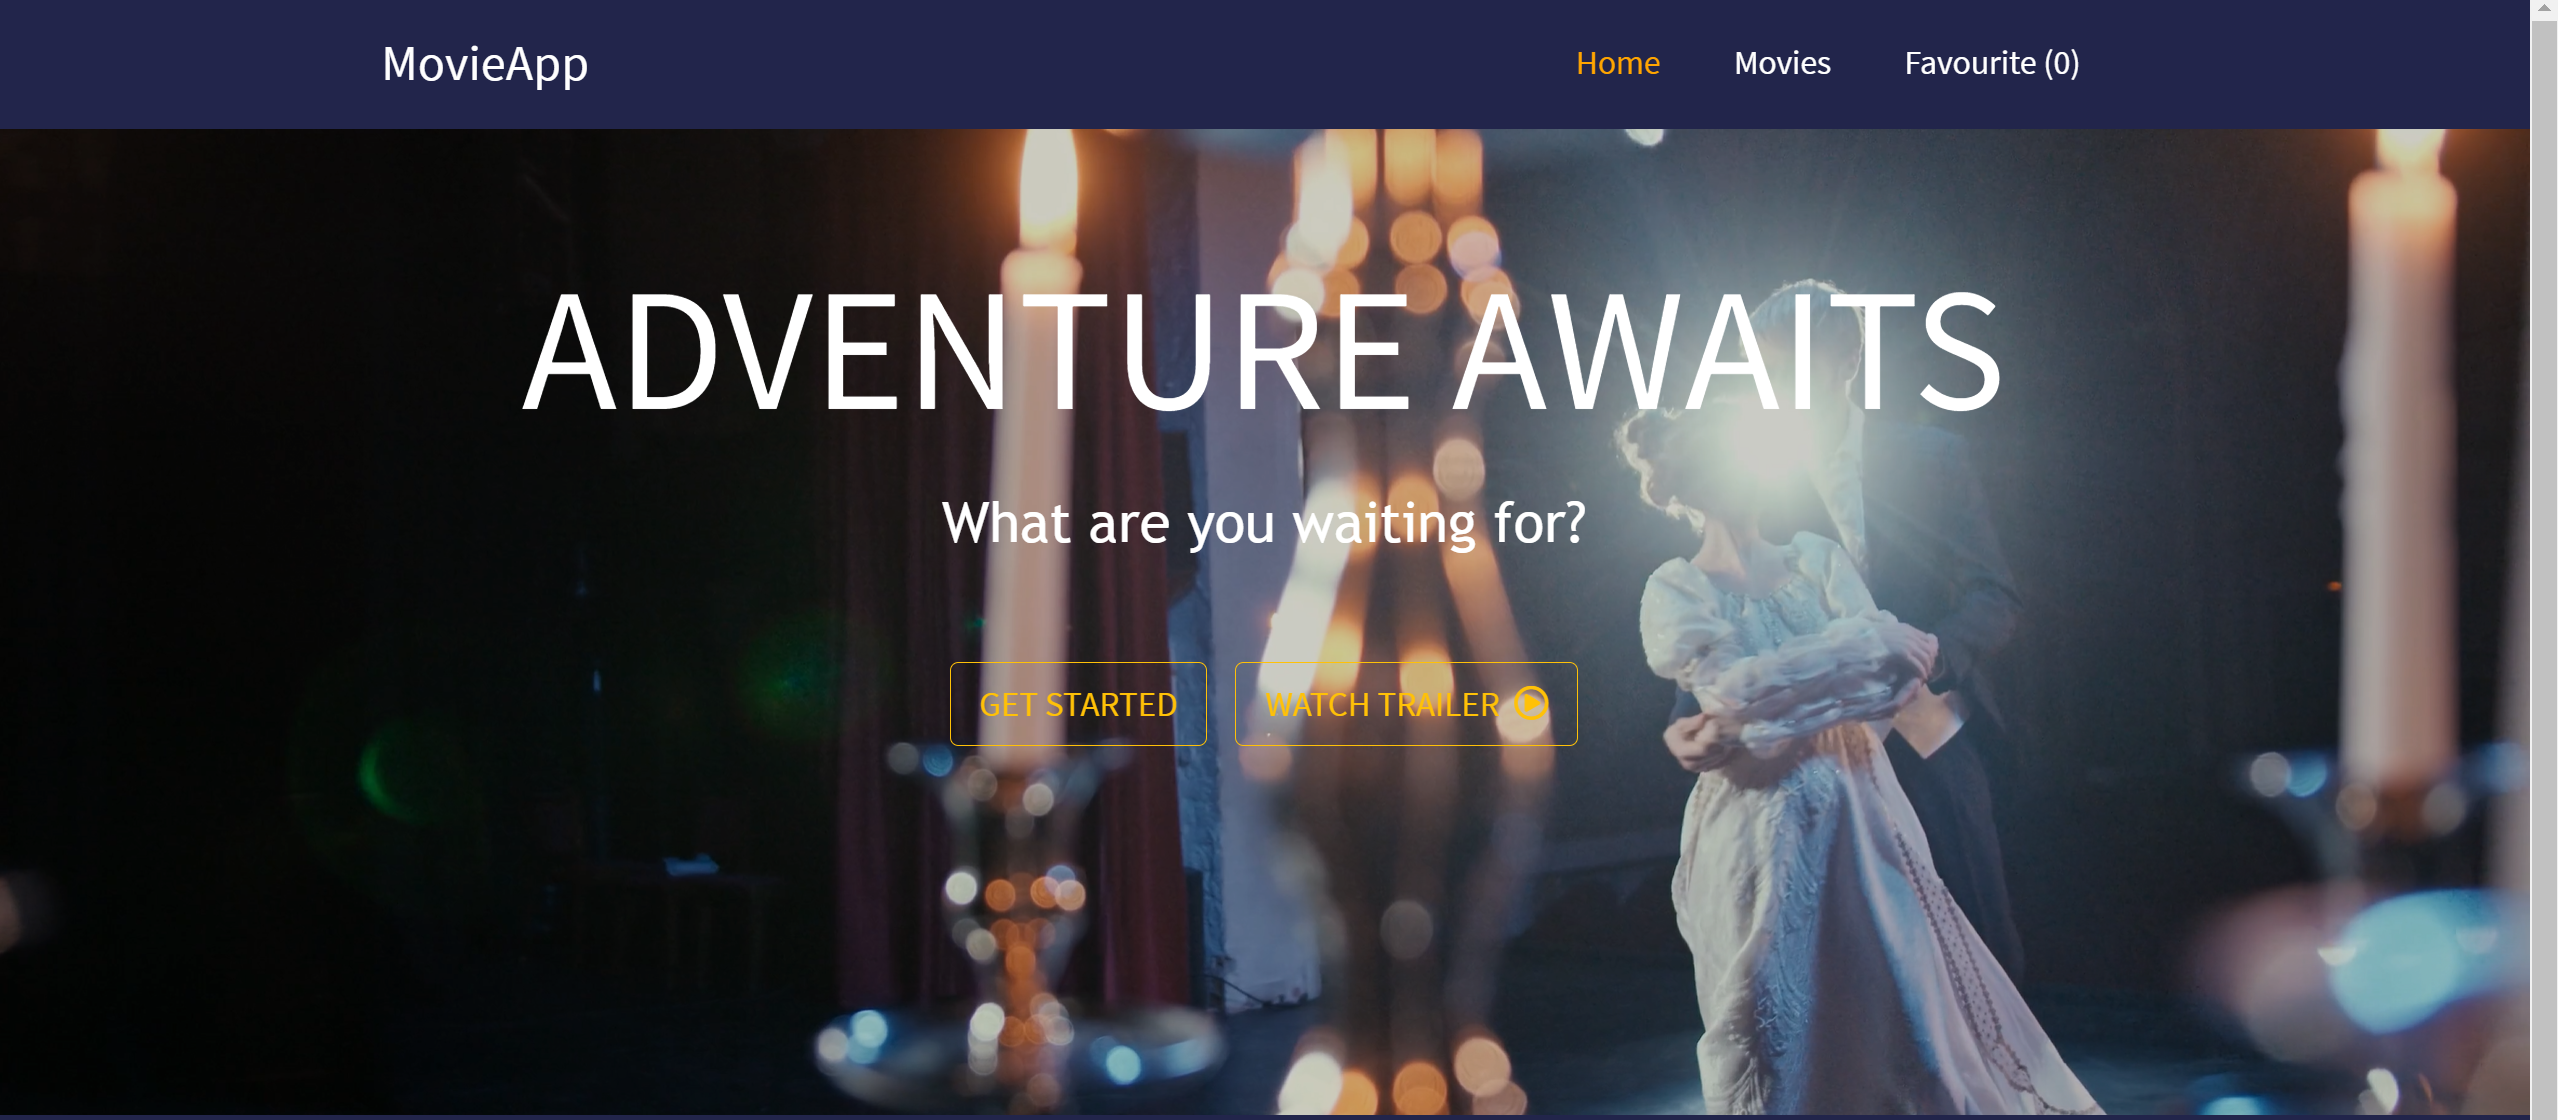 MovieApp
Home Movies Favourite (0)
ADVENTURE AWAITS
What are you waiting for?
GET STARTED WATCH TRAILER